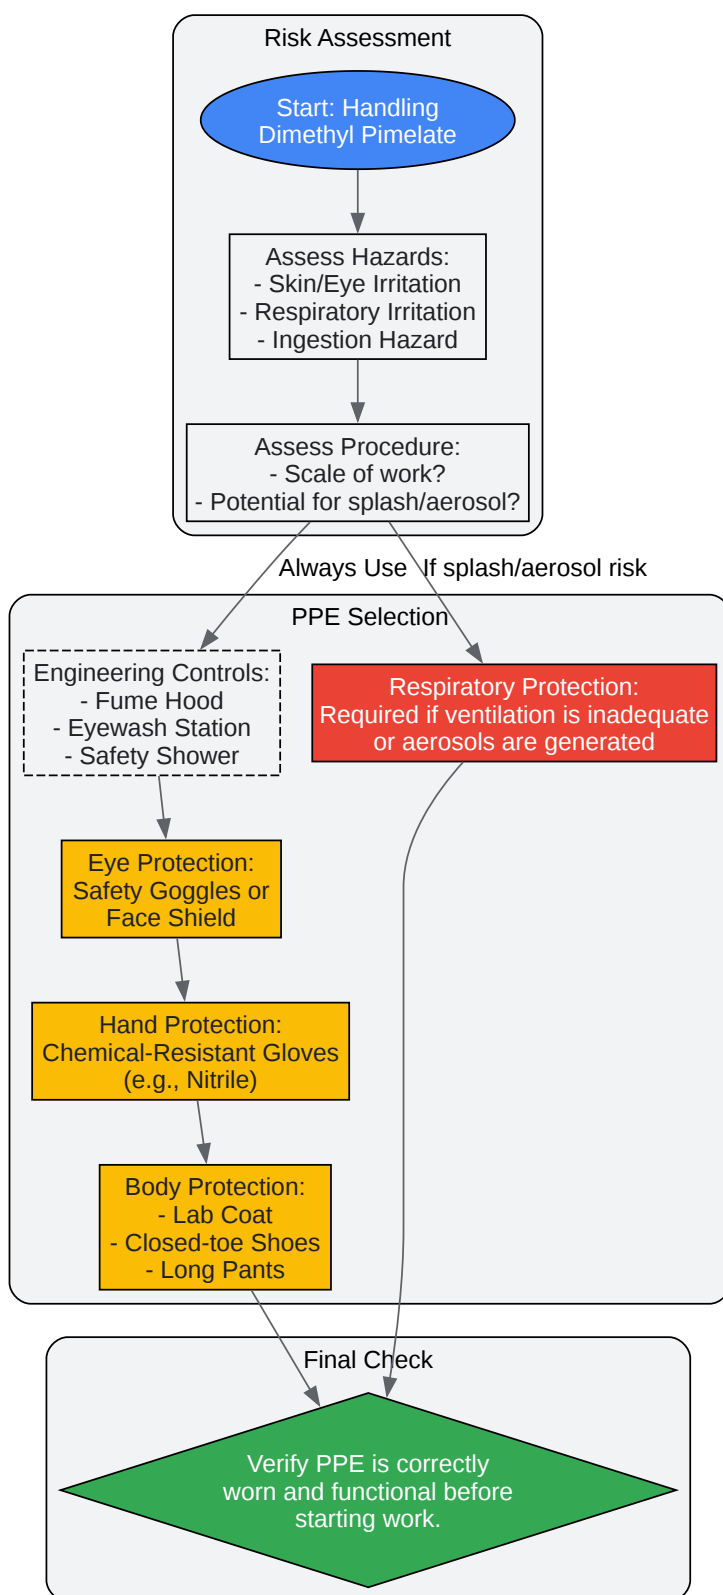 Risk Assessment
Start: Handling
Dimethyl Pimelate
Assess Hazards:
- Skin/Eye Irritation
- Respiratory Irritation
- Ingestion Hazard
Assess Procedure:
- Scale of work?
- Potential for splash/aerosol?
Always Use
If splash/aerosol risk
PPE Selection
Engineering Controls:
- Fume Hood
- Eyewash Station
- Safety Shower
Respiratory Protection:
Required if ventilation is inadequate
or aerosols are generated
Eye Protection:
Safety Goggles or
Face Shield
Hand Protection:
Chemical-Resistant Gloves
(e.g., Nitrile)
Body Protection:
- Lab Coat
- Closed-toe Shoes
- Long Pants
Final Check
Verify PPE is correctly
worn and functional before
starting work.